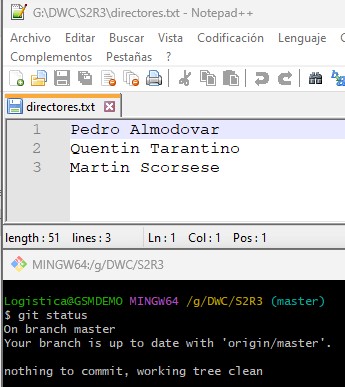 G:\DWC\S2R3\directores.txt - Notepad++
Archivo Editar Buscar Vista Codificación Lenguaje
Complementos Pestañas ?
directores.txt
1 Pedro Almodovar
2 Quentin Tarantino
3 Martin Scorsese
length : 51 lines : 3 Ln : 1 Col : 1 Pos : 1
MINGW64:/g/DWC/S2R3
Logistica@GSMDEMO MINGW64 /g/DWC/S2R3 (master)
$ git status
On branch master
Your branch is up to date with 'origin/master'.
nothing to commit, working tree clean